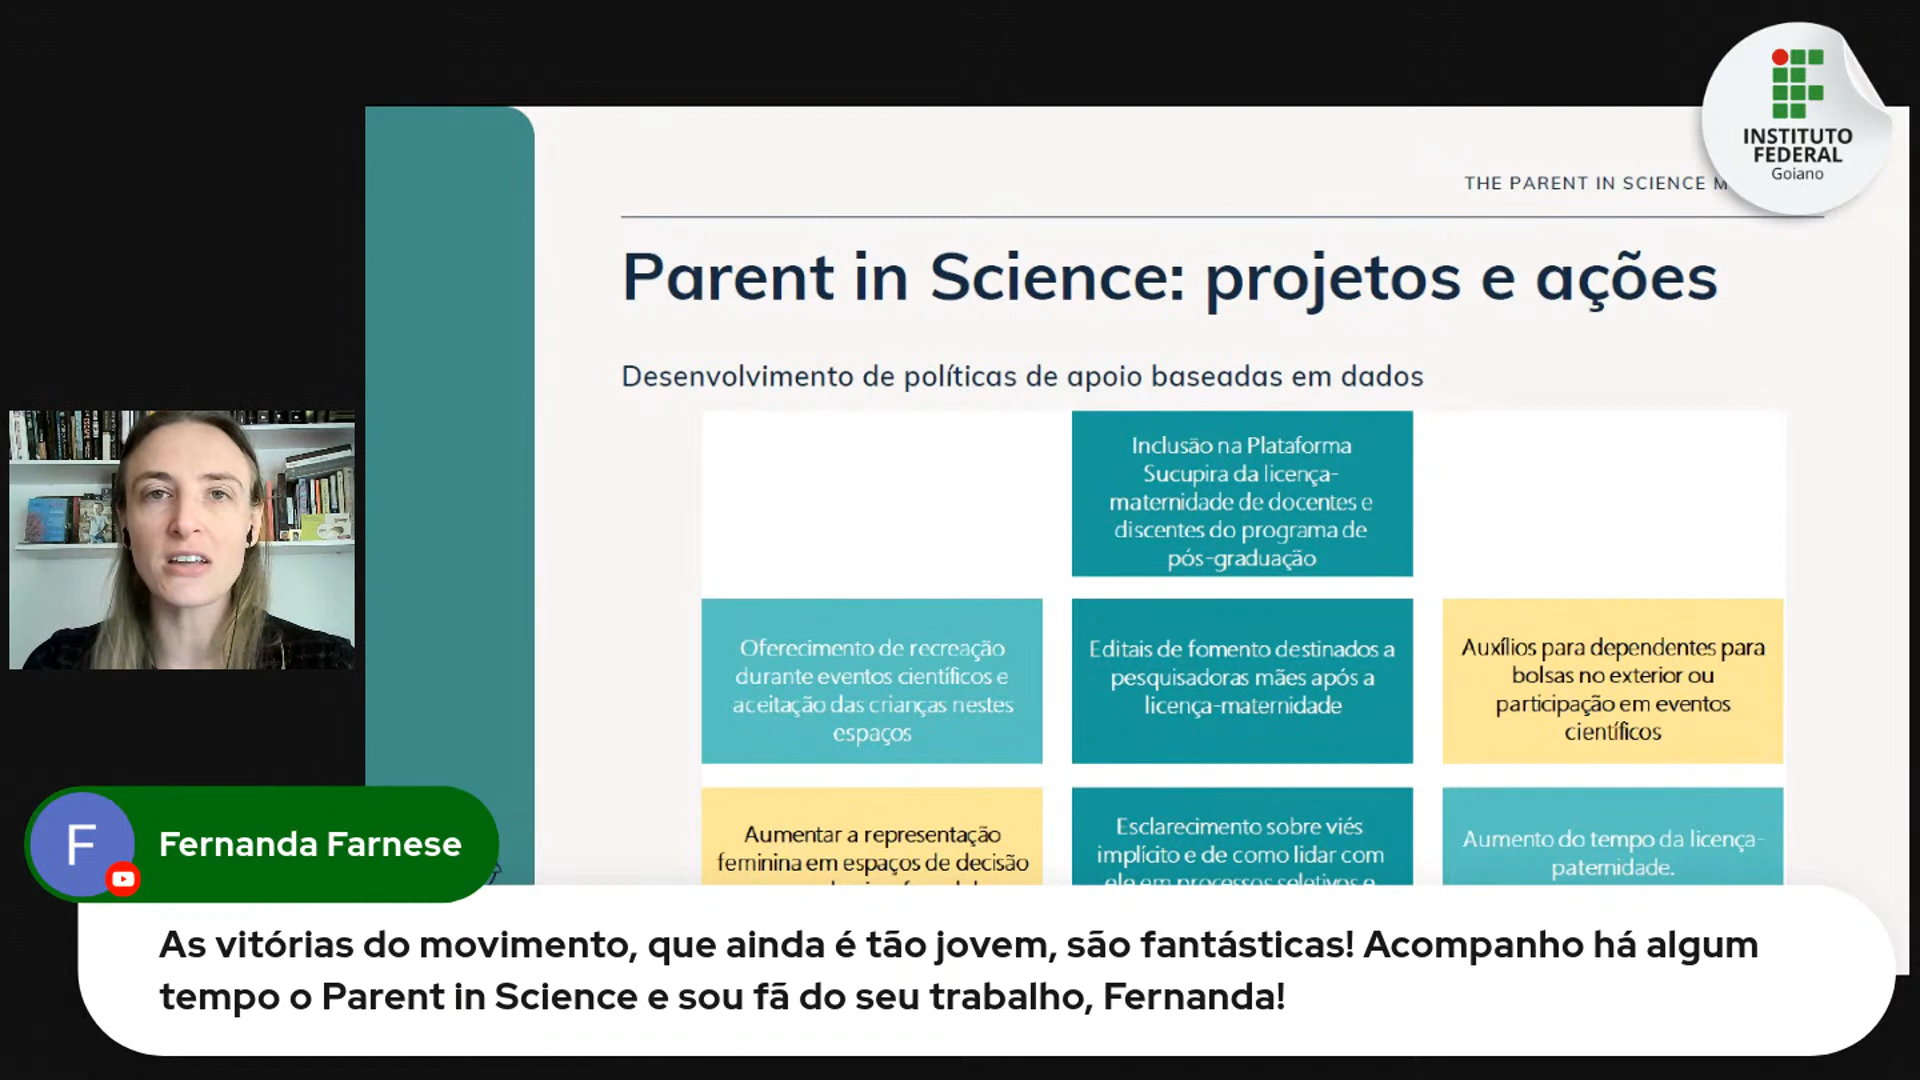 INSTITUTO
FEDERAL
Goiano
THE PARENT IN SCIENCE
Parent in Science: projetos e ações
Desenvolvimento de políticas de apoio baseadas em dados
Inclusão na Plataforma
Sucupira da licença-
maternidade de docentes e
discentes do programa de
pós-graduação
Oferecimento de recreação
durante eventos científicos e
aceitação das crianças nestes
espaços
Editais de fomento destinados a
pesquisadoras mães após a
licença-maternidade
Auxílios para dependentes para
bolsas no exterior ou
participação em eventos
científicos
Aumentar a representação
feminina em espaços de decisão
Esclarecimento sobre viés
implícito e de como lidar com
ele em processos seletivos e
Aumento do tempo da licença-
paternidade.
F
Fernanda Farnese
As vitórias do movimento, que ainda é tão jovem, são fantásticas! Acompanho há algum
tempo o Parent in Science e sou fã do seu trabalho, Fernanda!